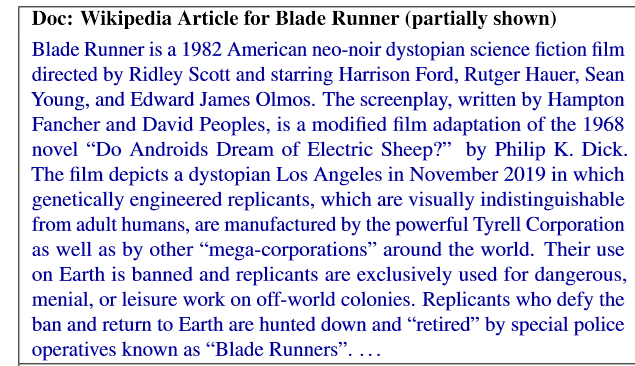 Doc: Wikipedia Article for Blade Runner (partially shown)
Blade Runner is a 1982 American neo-noir dystopian science fiction film
directed by Ridley Scott and starring Harrison Ford, Rutger Hauer, Sean
Young, and Edward James Olmos. The screenplay, written by Hampton
Fancher and David Peoples, is a modified film adaptation of the 1968
novel “Do Androids Dream of Electric Sheep?” by Philip K. Dick.
The film depicts a dystopian Los Angeles in November 2019 in which
genetically engineered replicants, which are visually indistinguishable
from adult humans, are manufactured by the powerful Tyrell Corporation
as well as by other “mega-corporations” around the world. Their use
on Earth is banned and replicants are exclusively used for dangerous,
menial, or leisure work on off-world colonies. Replicants who defy the
ban and return to Earth are hunted down and “retired” by special police
operatives known as “Blade Runners”. …